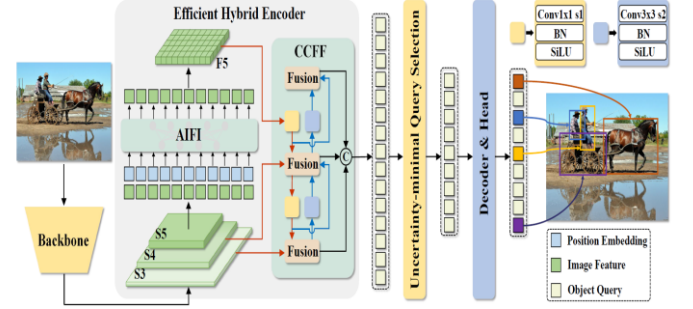 Efficient Hybrid Encoder
F5
CCFF
Fusion
AIFI
Fusion
C
Fusion
S5
S4
S3
Backbone
Uncertainty-minimal Query Selection
Decoder & Head
Conv1x1 s1
BN
SiLU
Conv3x3 s2
BN
SiLU
Position Embedding
Image Feature
Object Query